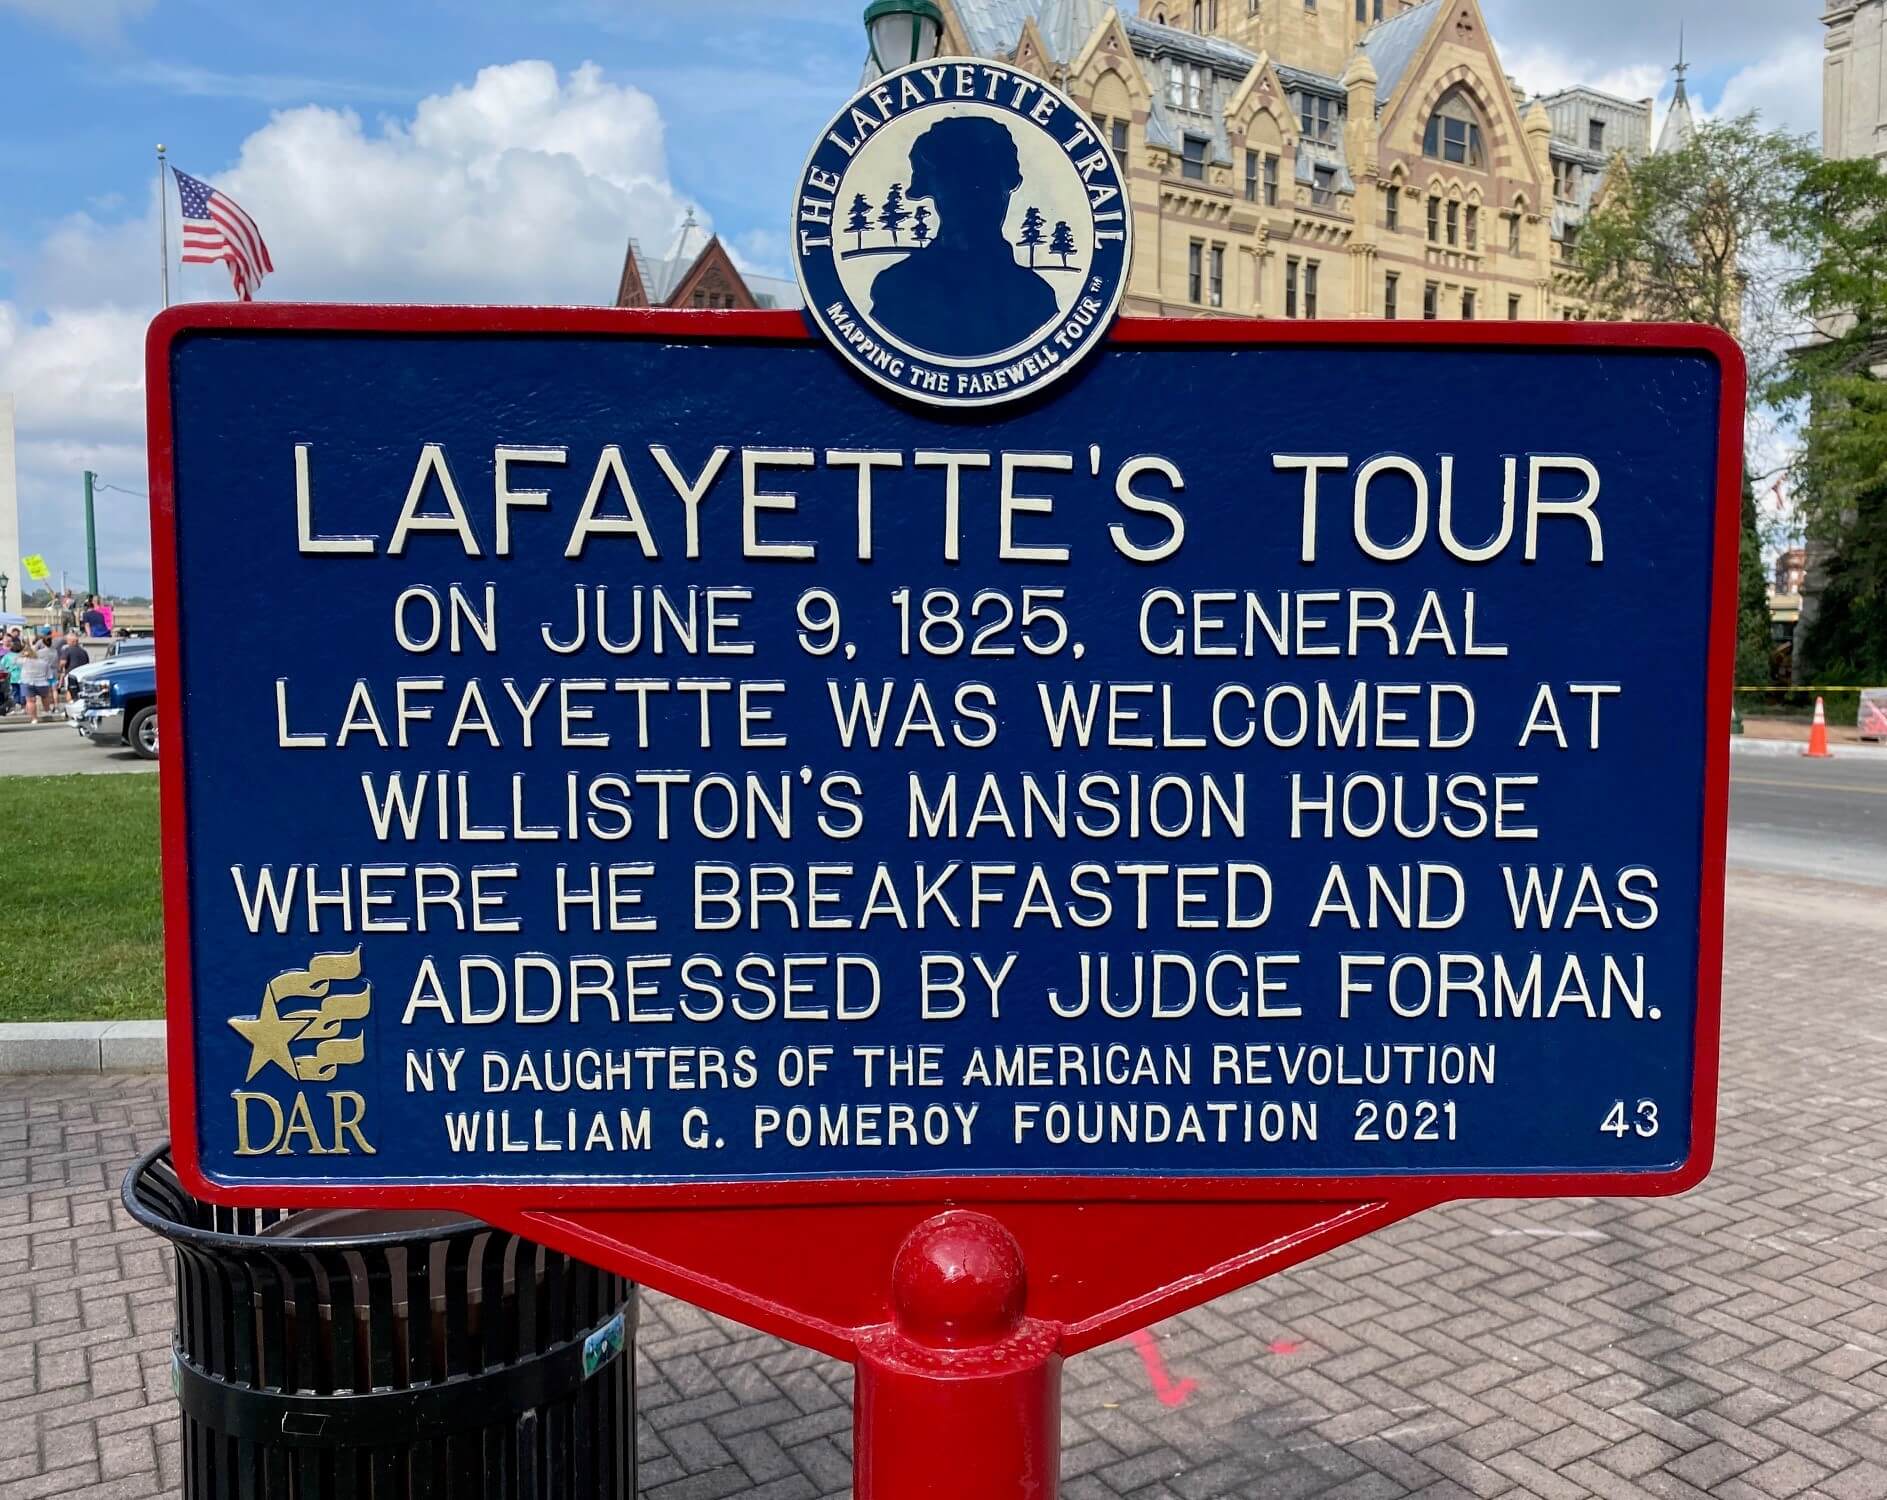 THE LAFAYETTE TRAIL
MAPPING THE FAREWELL TOUR™
LAFAYETTE'S TOUR
ON JUNE 9, 1825, GENERAL
LAFAYETTE WAS WELCOMED AT
WILLISTON'S MANSION HOUSE
WHERE HE BREAKFASTED AND WAS
ADDRESSED BY JUDGE FORMAN.
NY DAUGHTERS OF THE AMERICAN REVOLUTION
WILLIAM G. POMEROY FOUNDATION 2021 43
DAR